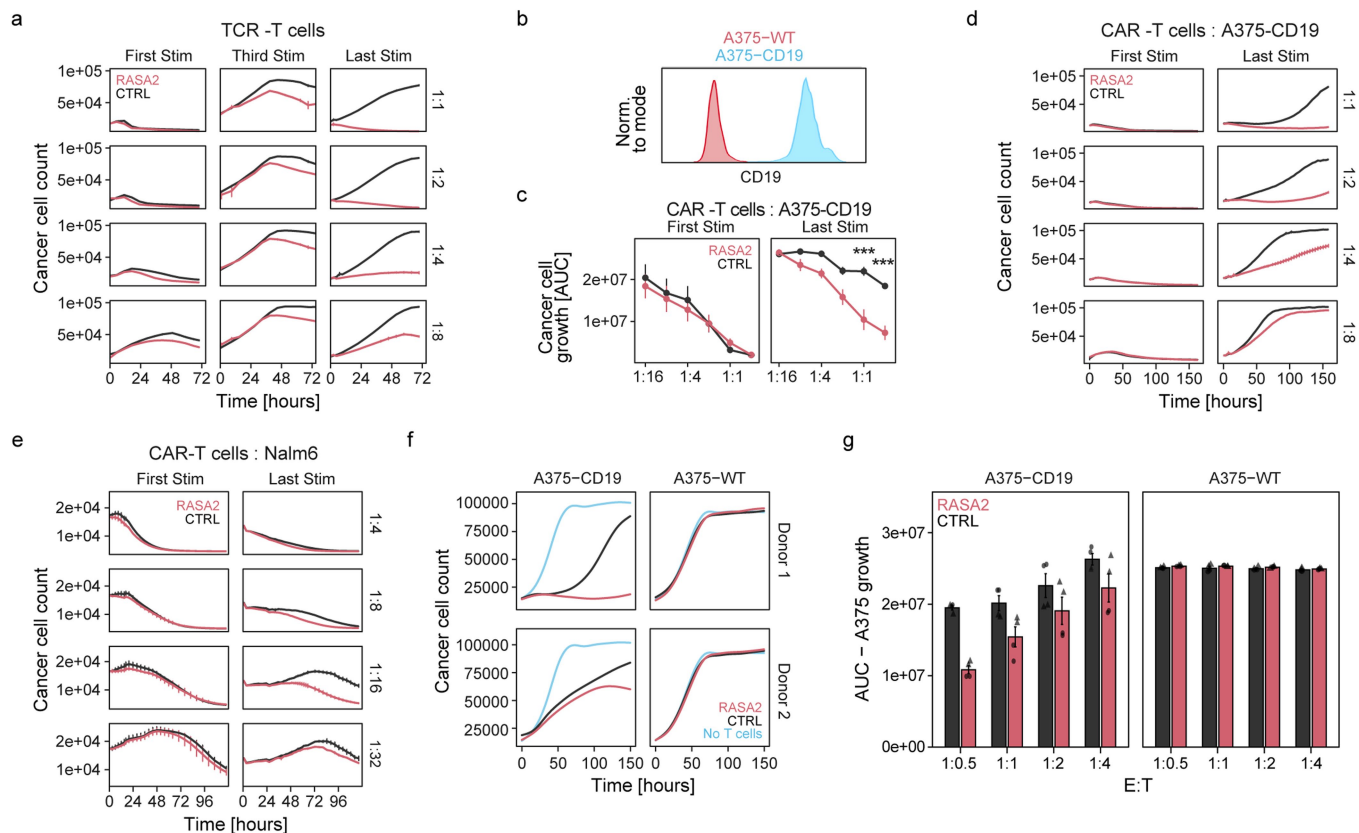 a
TCR -T cells
First Stim
Third Stim
Last Stim
Cancer cell count
1e+05
5e+04
RASA2
CTRL
1:1
1e+05
5e+04
1:2
1e+05
5e+04
1:4
1e+05
5e+04
1:8
0 24 48 72
0 24 48 72
0 24 48 72
Time [hours]
b
A375−WT
A375−CD19
Norm.
to mode
CD19
c
CAR -T cells : A375-CD19
First Stim
Last Stim
Cancer cell
growth [AUC]
2e+07
1e+07
RASA2
CTRL
***
***
1:16 1:4 1:1
1:16 1:4 1:1
d
CAR -T cells : A375-CD19
First Stim
Last Stim
Cancer cell count
1e+05
5e+04
RASA2
CTRL
1:1
1e+05
5e+04
1:2
1e+05
5e+04
1:4
1e+05
5e+04
1:8
0 50 100 150
0 50 100 150
Time [hours]
e
CAR-T cells : Nalm6
First Stim
Last Stim
Cancer cell count
2e+04
1e+04
RASA2
CTRL
1:4
2e+04
1e+04
1:8
2e+04
1e+04
1:16
2e+04
1e+04
1:32
0 24 48 72 96
0 24 48 72 96
Time [hours]
f
A375−CD19
A375−WT
Cancer cell count
100000
75000
50000
25000
Donor 1
100000
75000
50000
25000
RASA2
CTRL
No T cells
Donor 2
0 50 100 150
0 50 100 150
Time [hours]
g
A375−CD19
A375−WT
AUC − A375 growth
RASA2
CTRL
3e+07
2e+07
1e+07
0e+00
1:0.5 1:1 1:2 1:4
1:0.5 1:1 1:2 1:4
E:T